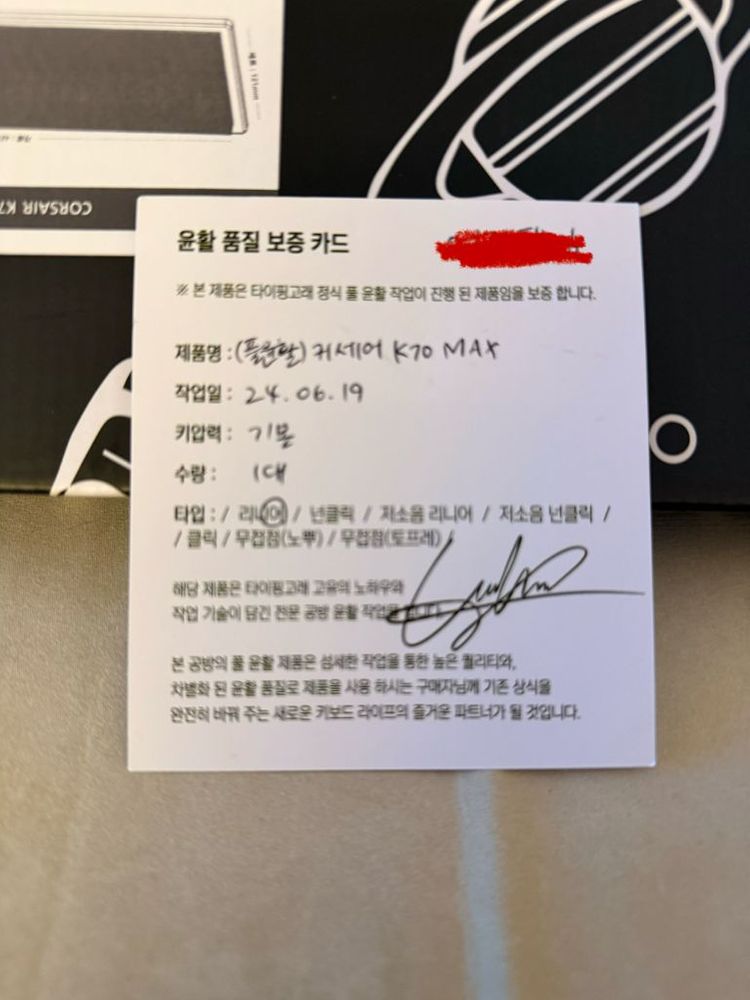 CORSAIR K7
윤활 품질 보증 카드
※ 본 제품은 타이핑고래 정식 풀 윤활 작업이 진행 된 제품임을 보증 합니다.
제품명 : (풀윤활) 커세어 K70 MAX
작업일 : 24.06.19
키압력 : 기본
수량 : 1대
타입 : / 리니어 / 넌클릭 / 저소음 리니어 / 저소음 넌클릭 /
/ 클릭 / 무접점(노뿌) / 무접점(토프레) /
해당 제품은 타이핑고래 고유의 노하우와
작업 기술이 담긴 전문 공방 윤활 작업
본 공방의 풀 윤활 제품은 섬세한 작업을 통한 높은 퀄리티와,
차별화 된 윤활 품질로 제품을 사용 하시는 구매자님께 기존 상식을
완전히 바꿔 주는 새로운 키보드 라이프의 즐거운 파트너가 될 것입니다.